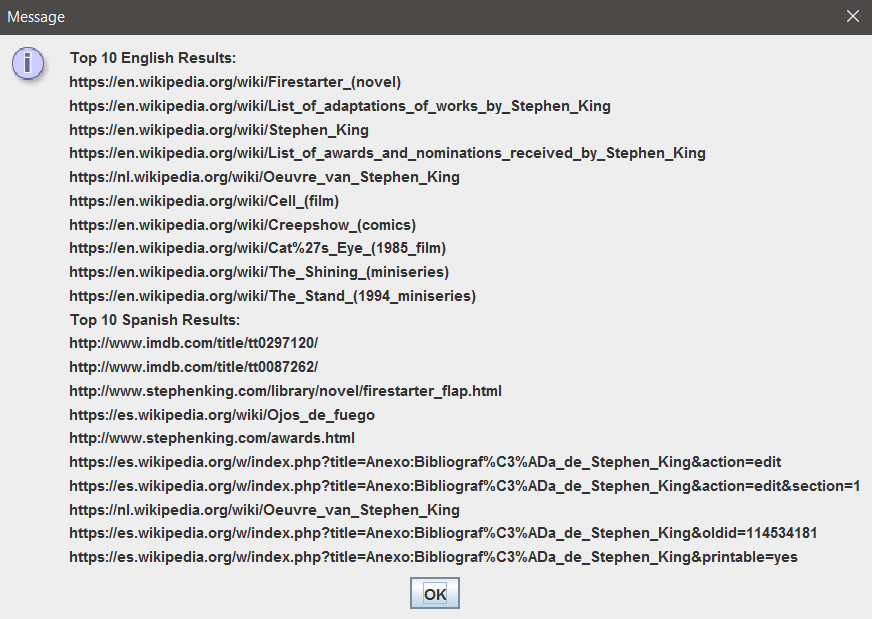 Message
Top 10 English Results:
https://en.wikipedia.org/wiki/Firestarter_(novel)
https://en.wikipedia.org/wiki/List_of_adaptations_of_works_by_Stephen_King
https://en.wikipedia.org/wiki/Stephen_King
https://en.wikipedia.org/wiki/List_of_awards_and_nominations_received_by_Stephen_King
https://nl.wikipedia.org/wiki/Oeuvre_van_Stephen_King
https://en.wikipedia.org/wiki/Cell_(film)
https://en.wikipedia.org/wiki/Creepshow_(comics)
https://en.wikipedia.org/wiki/Cat%27s_Eye_(1985_film)
https://en.wikipedia.org/wiki/The_Shining_(miniseries)
https://en.wikipedia.org/wiki/The_Stand_(1994_miniseries)
Top 10 Spanish Results:
http://www.imdb.com/title/tt0297120/
http://www.imdb.com/title/tt0087262/
http://www.stephenking.com/library/novel/firestarter_flap.html
https://es.wikipedia.org/wiki/Ojos_de_fuego
http://www.stephenking.com/awards.html
https://es.wikipedia.org/w/index.php?title=Anexo:Bibliograf%C3%ADa_de_Stephen_King&action=edit
https://es.wikipedia.org/w/index.php?title=Anexo:Bibliograf%C3%ADa_de_Stephen_King&action=edit&section=1
https://nl.wikipedia.org/wiki/Oeuvre_van_Stephen_King
https://es.wikipedia.org/w/index.php?title=Anexo:Bibliograf%C3%ADa_de_Stephen_King&oldid=114534181
https://es.wikipedia.org/w/index.php?title=Anexo:Bibliograf%C3%ADa_de_Stephen_King&printable=yes
OK